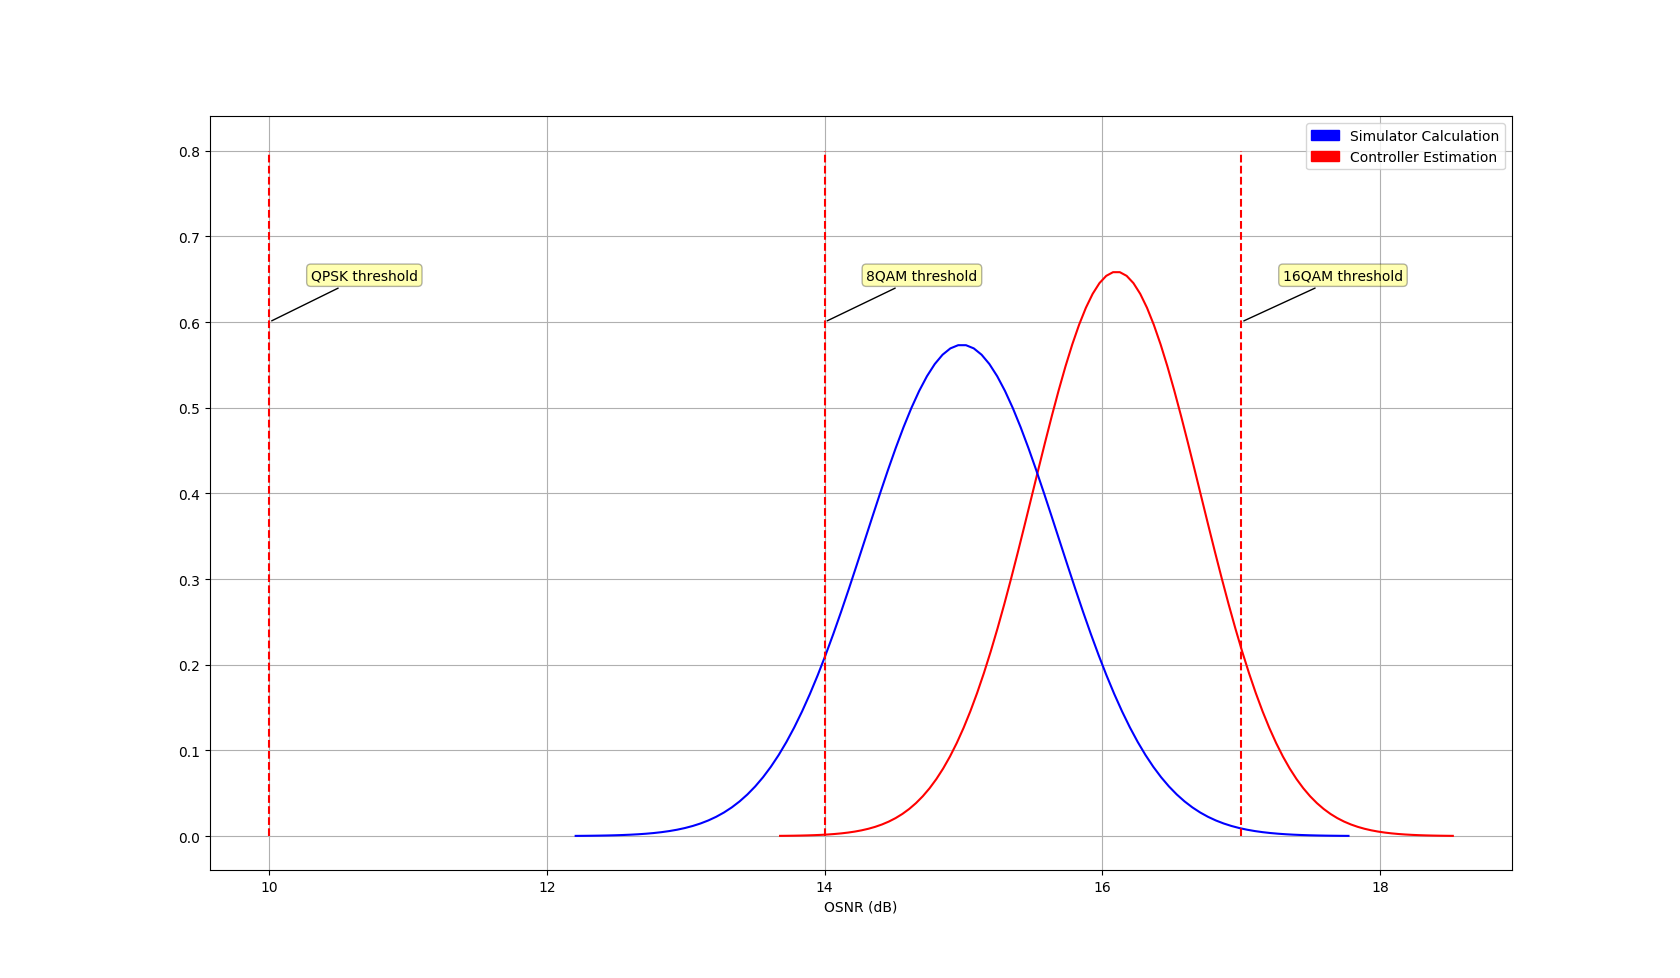 Simulator Calculation
Controller Estimation
0.8
0.7
QPSK threshold
8QAM threshold
16QAM threshold
0.6
0.5
0.4
0.3
0.2
0.1
0.0
10 12 14 16 18
OSNR (dB)